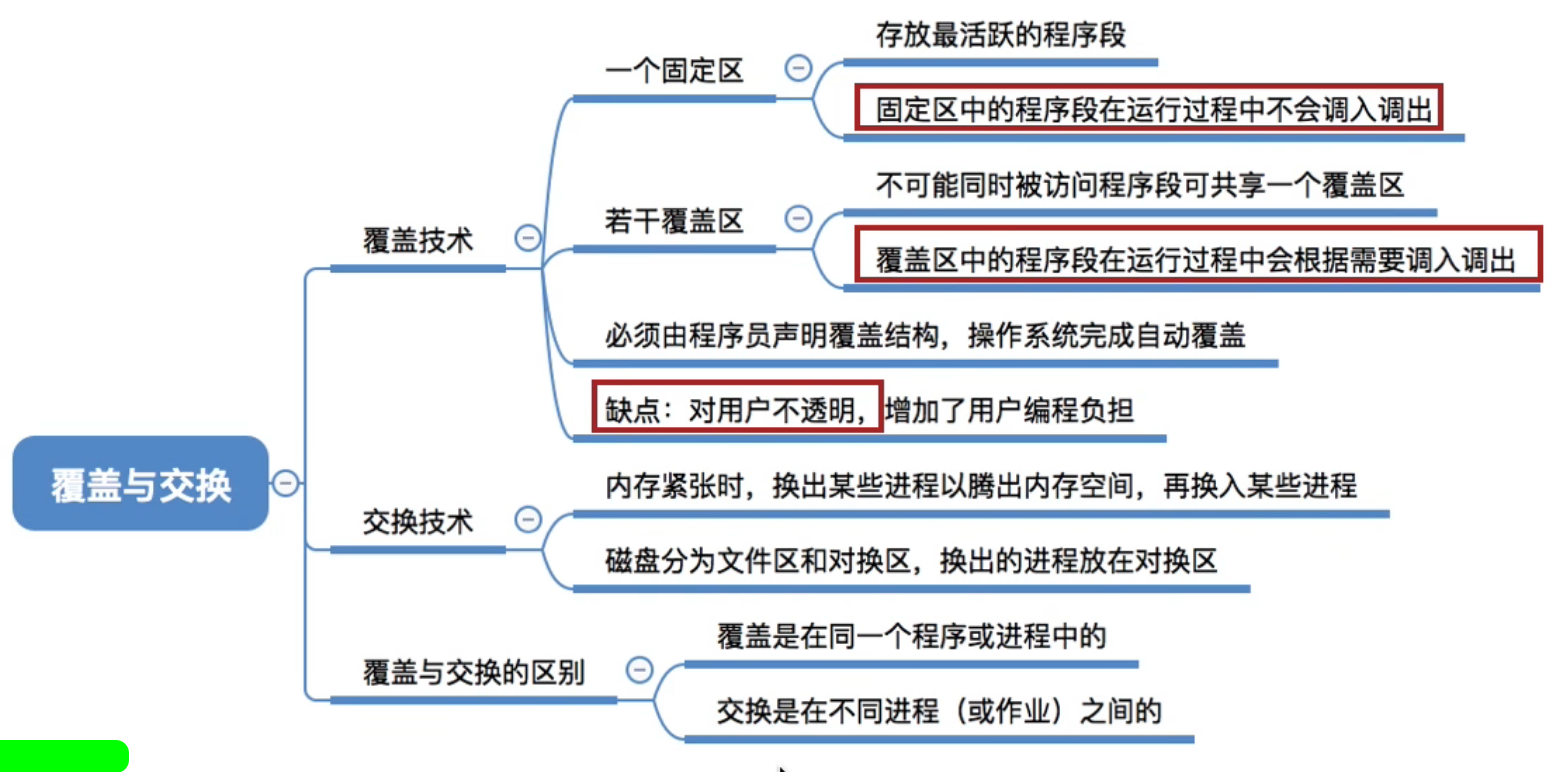 存放最活跃的程序段
一个固定区
固定区中的程序段在运行过程中不会调入调出
不可能同时被访问程序段可共享一个覆盖区
若干覆盖区
覆盖技术
覆盖区中的程序段在运行过程中会根据需要调入调出
必须由程序员声明覆盖结构，操作系统完成自动覆盖
缺点：对用户不透明，增加了用户编程负担
覆盖与交换
内存紧张时，换出某些进程以腾出内存空间，再换入某些进程
交换技术
磁盘分为文件区和对换区，换出的进程放在对换区
覆盖是在同一个程序或进程中的
覆盖与交换的区别
交换是在不同进程（或作业）之间的